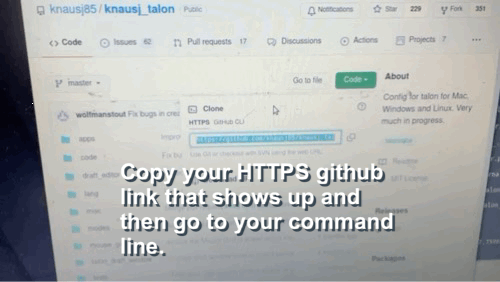 knausj85 / knausj_talon Public
Notifications Star 229 Fork 351
Code Issues 62 Pull requests 17 Discussions Actions Projects 7
master Go to file Code About
Config for talon for Mac,
Windows and Linux. Very
much in progress.
wolfmanstout Fix bugs in
Clone
HTTPS GitHub CLI
apps
code
Fix
lang
Readme
Releases
Packages
Copy your HTTPS github
link that shows up and
then go to your command
line.